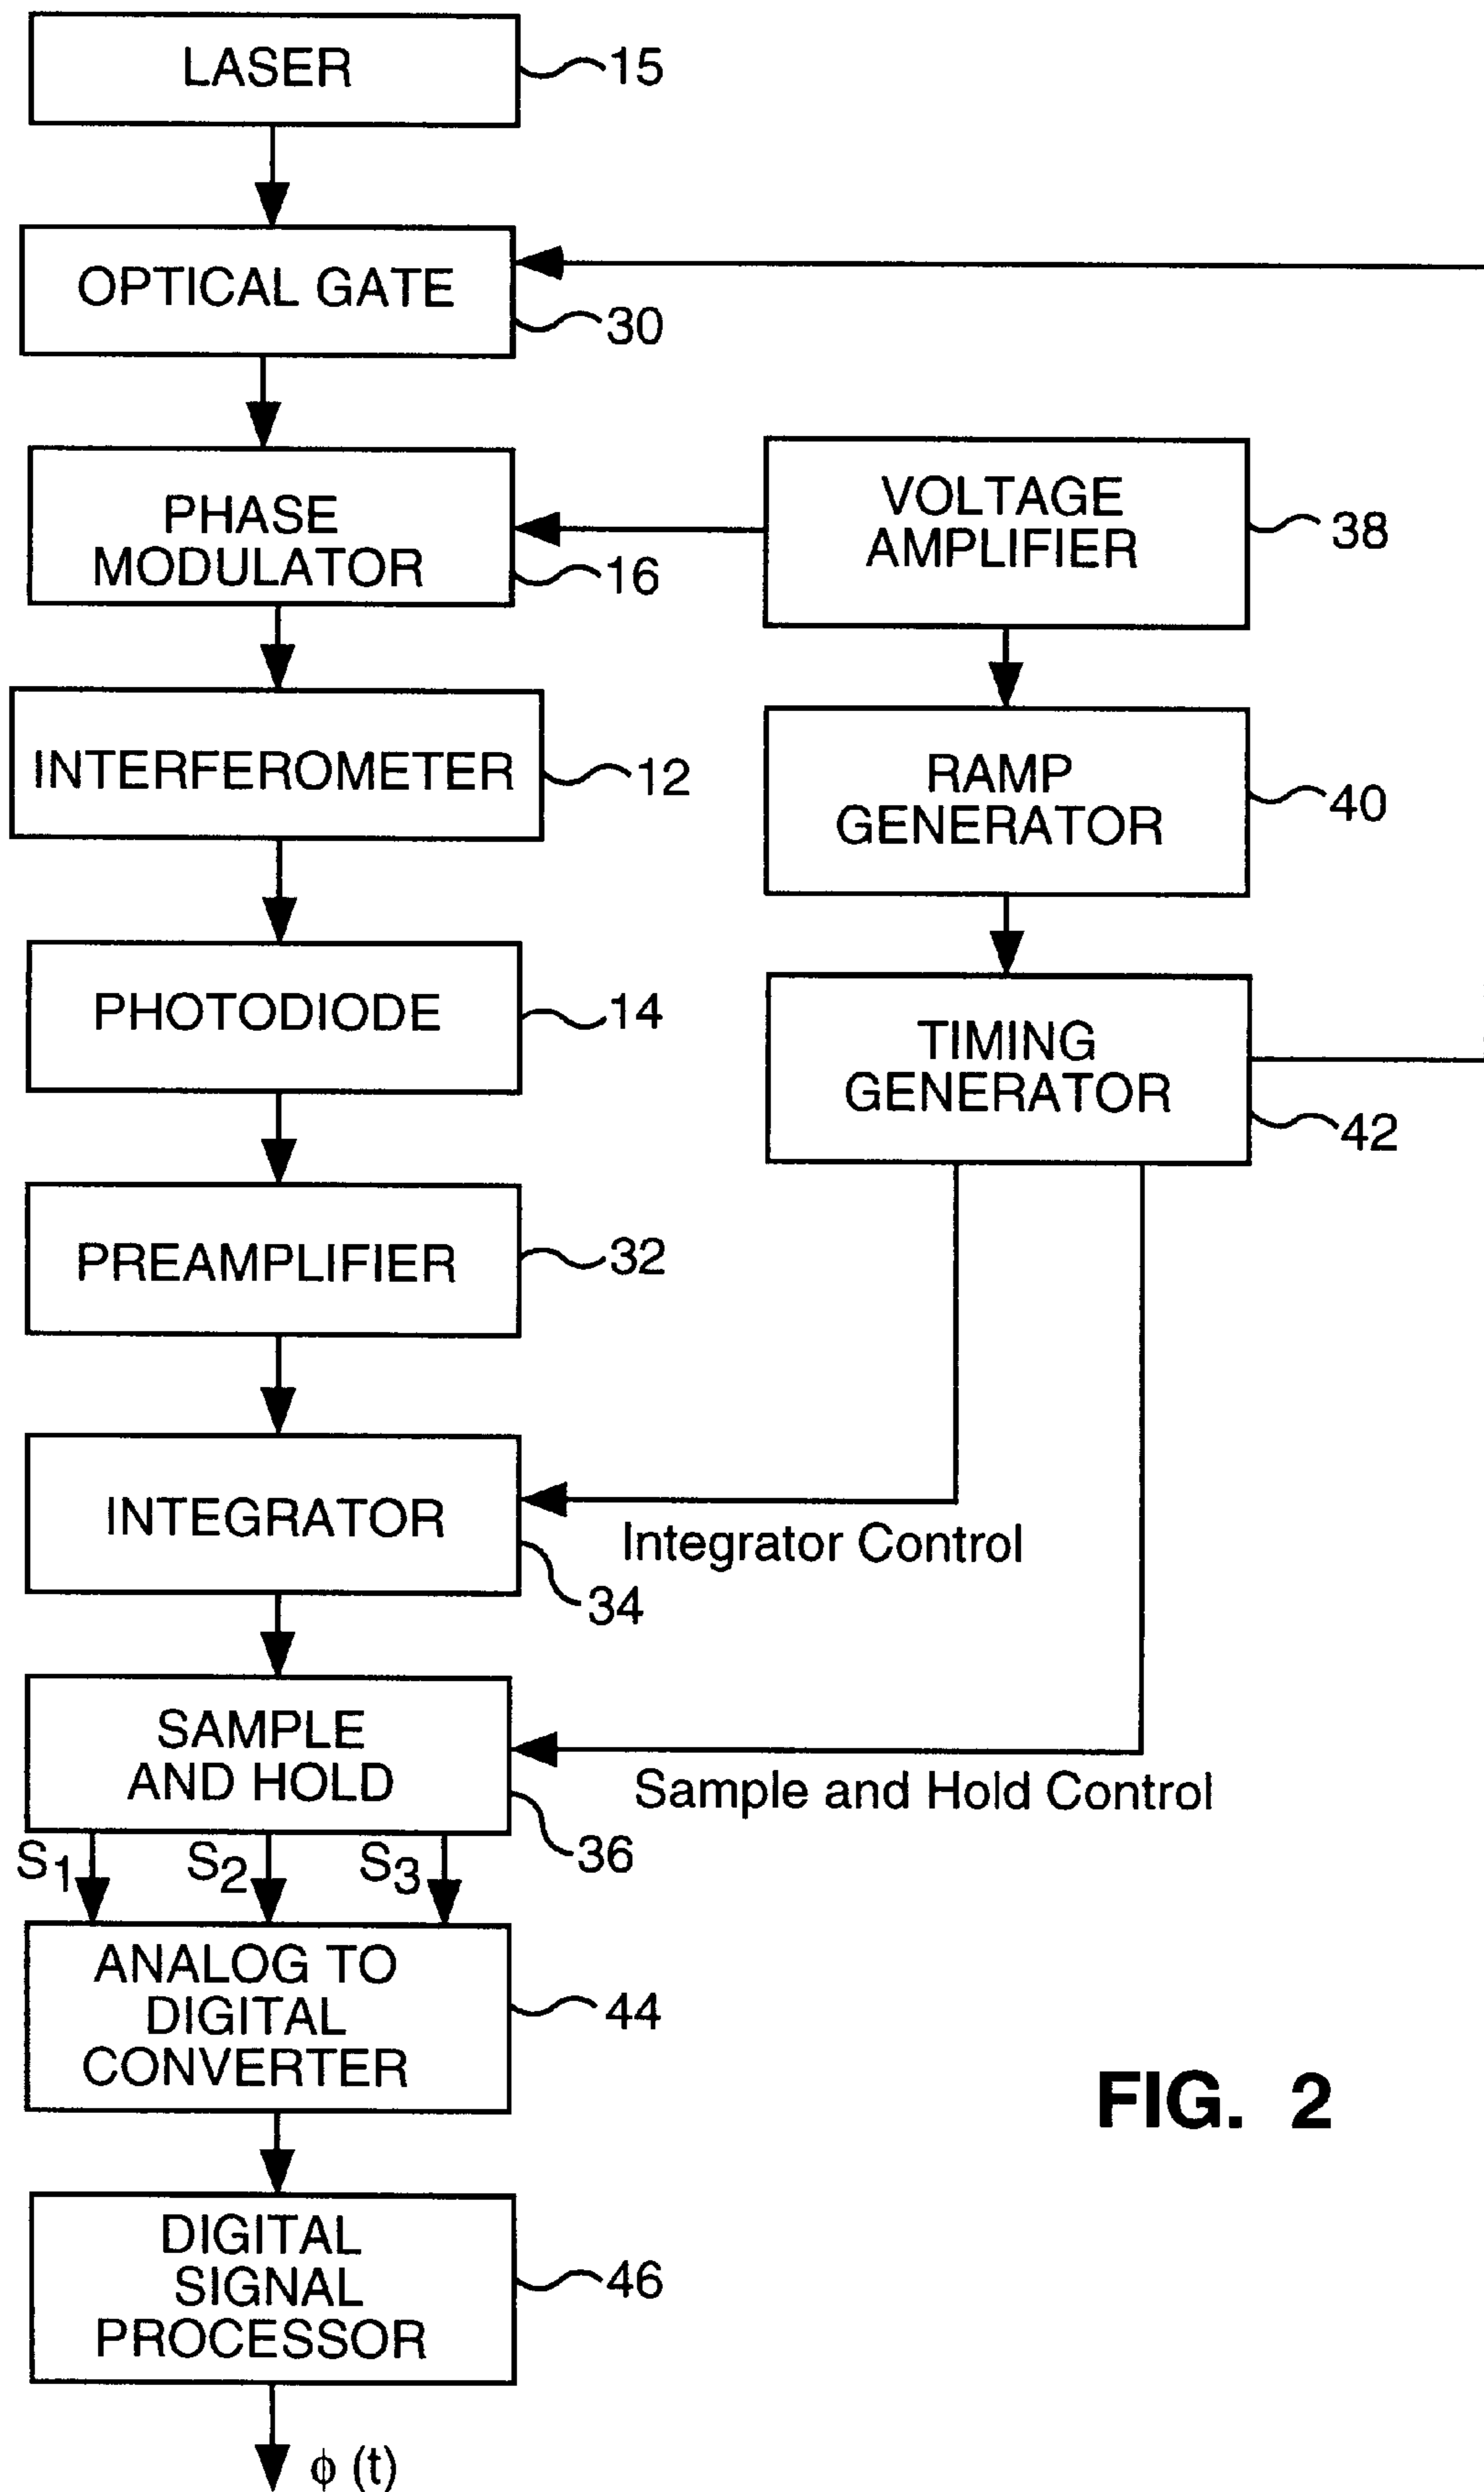 LASER
15
OPTICAL GATE
30
PHASE
MODULATOR
16
VOLTAGE
AMPLIFIER
38
INTERFEROMETER
12
RAMP
GENERATOR
40
PHOTODIODE
14
TIMING
GENERATOR
42
PREAMPLIFIER
32
INTEGRATOR
34
Integrator Control
SAMPLE
AND HOLD
36
Sample and Hold Control
S1 S2 S3
ANALOG TO
DIGITAL
CONVERTER
44
FIG. 2
DIGITAL
SIGNAL
PROCESSOR
46
ϕ (t)